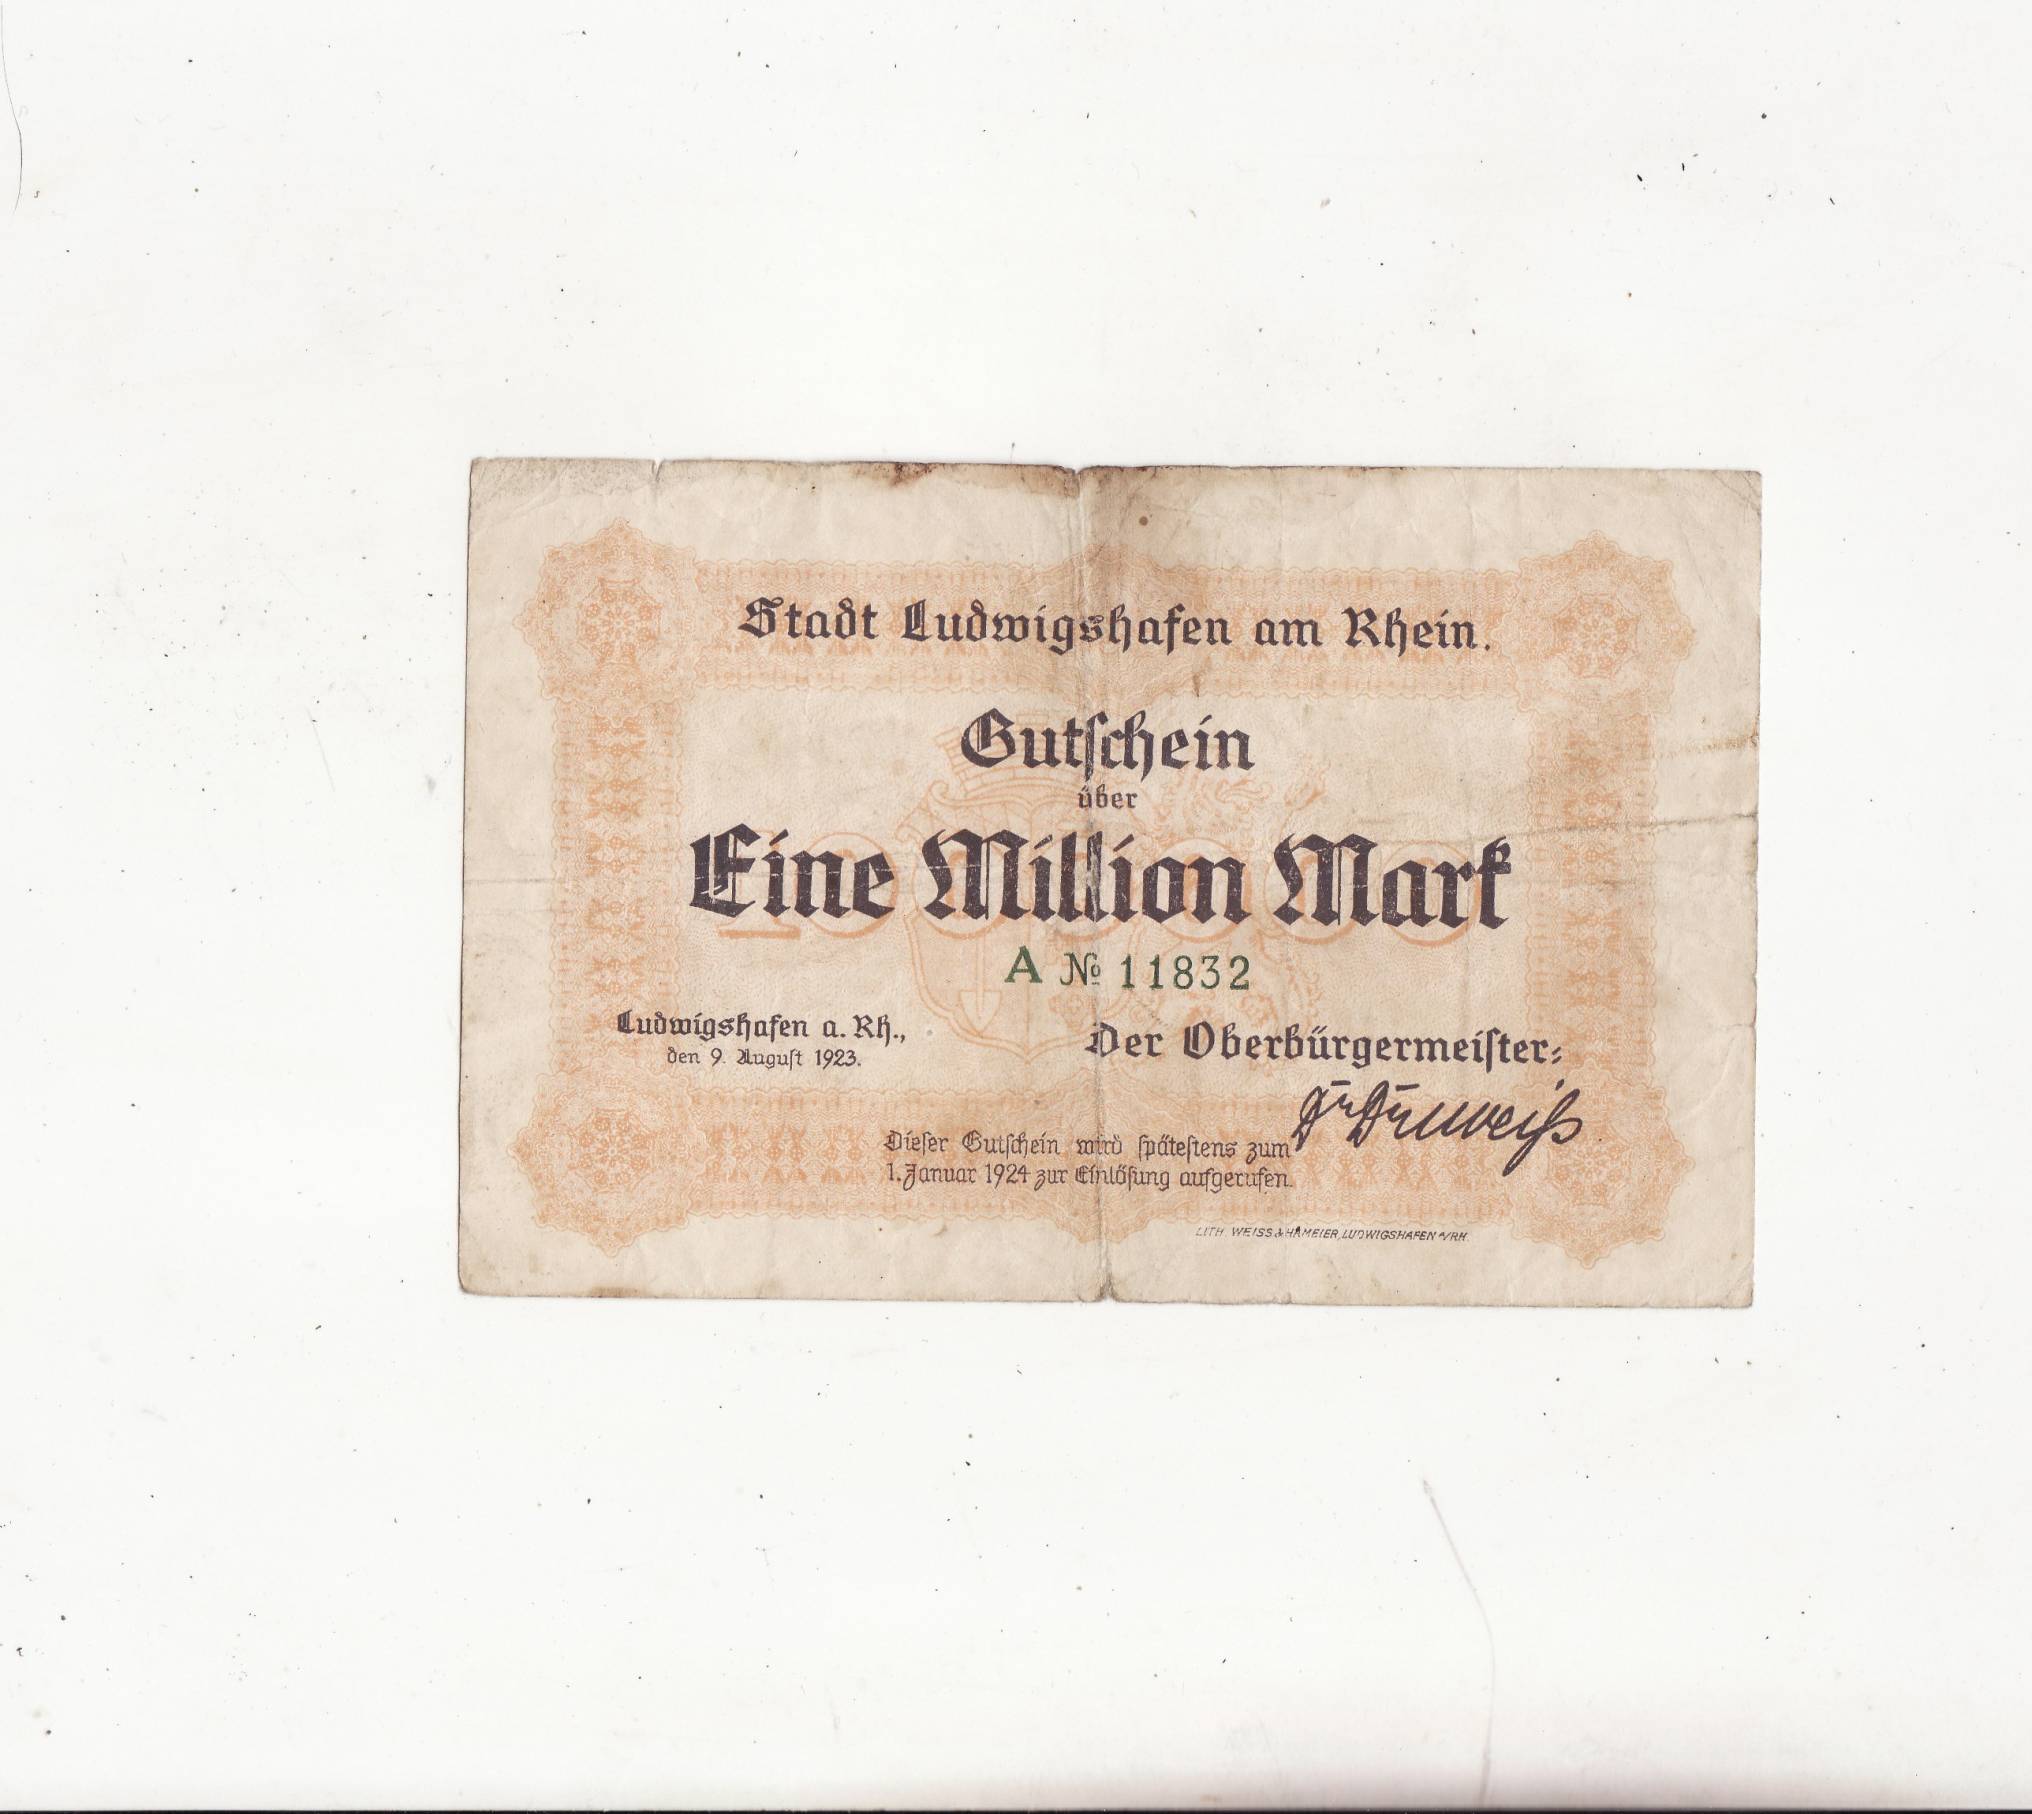 Stadt Ludwigshafen am Rhein.
Gutschein
über
Eine Million Mark
1000000
A № 11832
Ludwigshafen a. Rh.,
den 9. August 1923.
Der Oberbürgermeister:
Dieser Gutschein wird spätestens zum
1. Januar 1924 zur Einlösung aufgerufen.
LITH. WEISS & HAMEIER, LUDWIGSHAFEN a/RH.